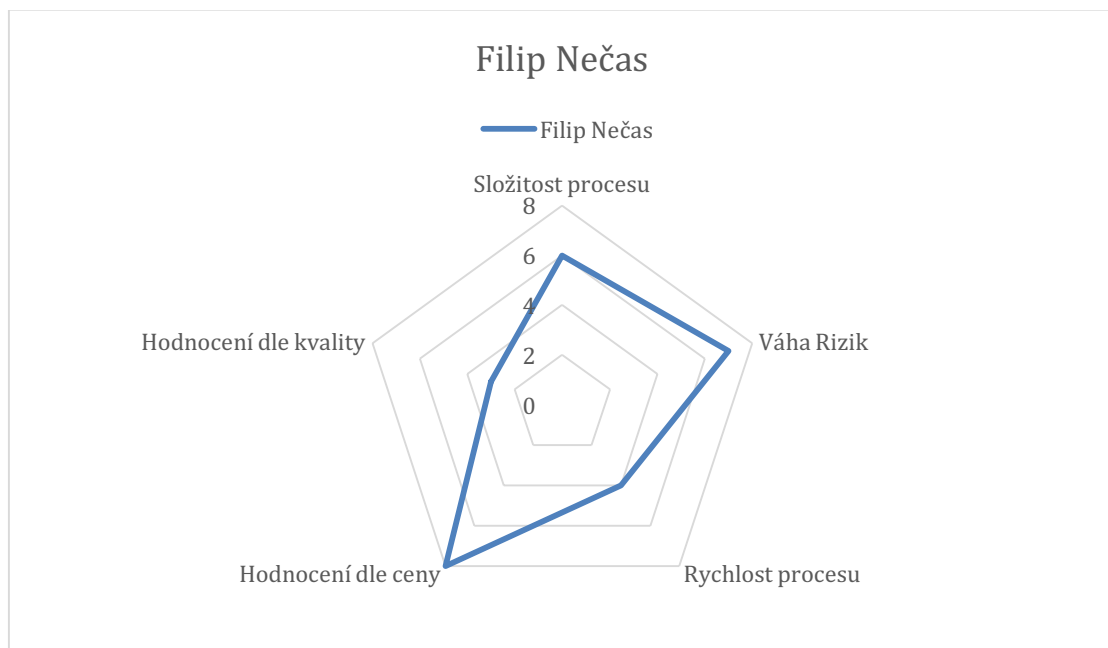 Filip Nečas
Filip Nečas
Složitost procesu
8
6
4
2
0
Hodnocení dle kvality
Váha Rizik
Hodnocení dle ceny
Rychlost procesu